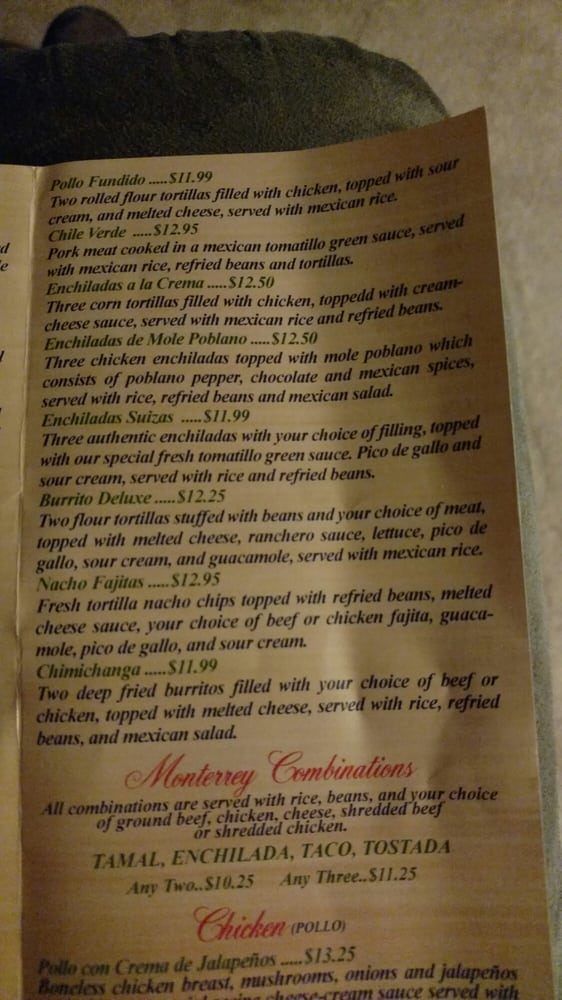 Pollo Fundido .....$11.99
Two rolled flour tortillas filled with chicken, topped with sour
cream, and melted cheese, served with mexican rice.
Chile Verde .....$12.95
Pork meat cooked in a mexican tomatillo green sauce, served
with mexican rice, refried beans and tortillas.
Enchiladas a la Crema .....$12.50
Three corn tortillas filled with chicken, toppedd with cream-
cheese sauce, served with mexican rice and refried beans.
Enchiladas de Mole Poblano .....$12.50
Three chicken enchiladas topped with mole poblano which
consists of poblano pepper, chocolate and mexican spices,
served with rice, refried beans and mexican salad.
Enchiladas Suizas .....$11.99
Three authentic enchiladas with your choice of filling, topped
with our special fresh tomatillo green sauce. Pico de gallo and
sour cream, served with rice and refried beans.
Burrito Deluxe .....$12.25
Two flour tortillas stuffed with beans and your choice of meat,
topped with melted cheese, ranchero sauce, lettuce, pico de
gallo, sour cream, and guacamole, served with mexican rice.
Nacho Fajitas .....$12.95
Fresh tortilla nacho chips topped with refried beans, melted
cheese sauce, your choice of beef or chicken fajita, guaca-
mole, pico de gallo, and sour cream.
Chimichanga .....$11.99
Two deep fried burritos filled with your choice of beef or
chicken, topped with melted cheese, served with rice, refried
beans, and mexican salad.
Monterrey Combinations
All combinations are served with rice, beans, and your choice
of ground beef, chicken, cheese, shredded beef
or shredded chicken.
TAMAL, ENCHILADA, TACO, TOSTADA
Any Two..$10.25 Any Three..$11.25
Chicken (POLLO)
Pollo con Crema de Jalapeños .....$13.25
Boneless chicken breast, mushrooms, onions and jalapeños
cheese-cream sauce served with